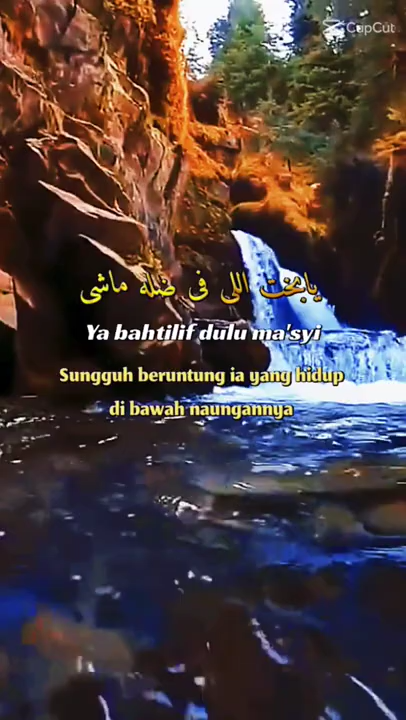 CapCut
يابخت اللى فى ضله ماشى
Ya bahtilif dulu ma'syi
Sungguh beruntung ia yang hidup
di bawah naungannya